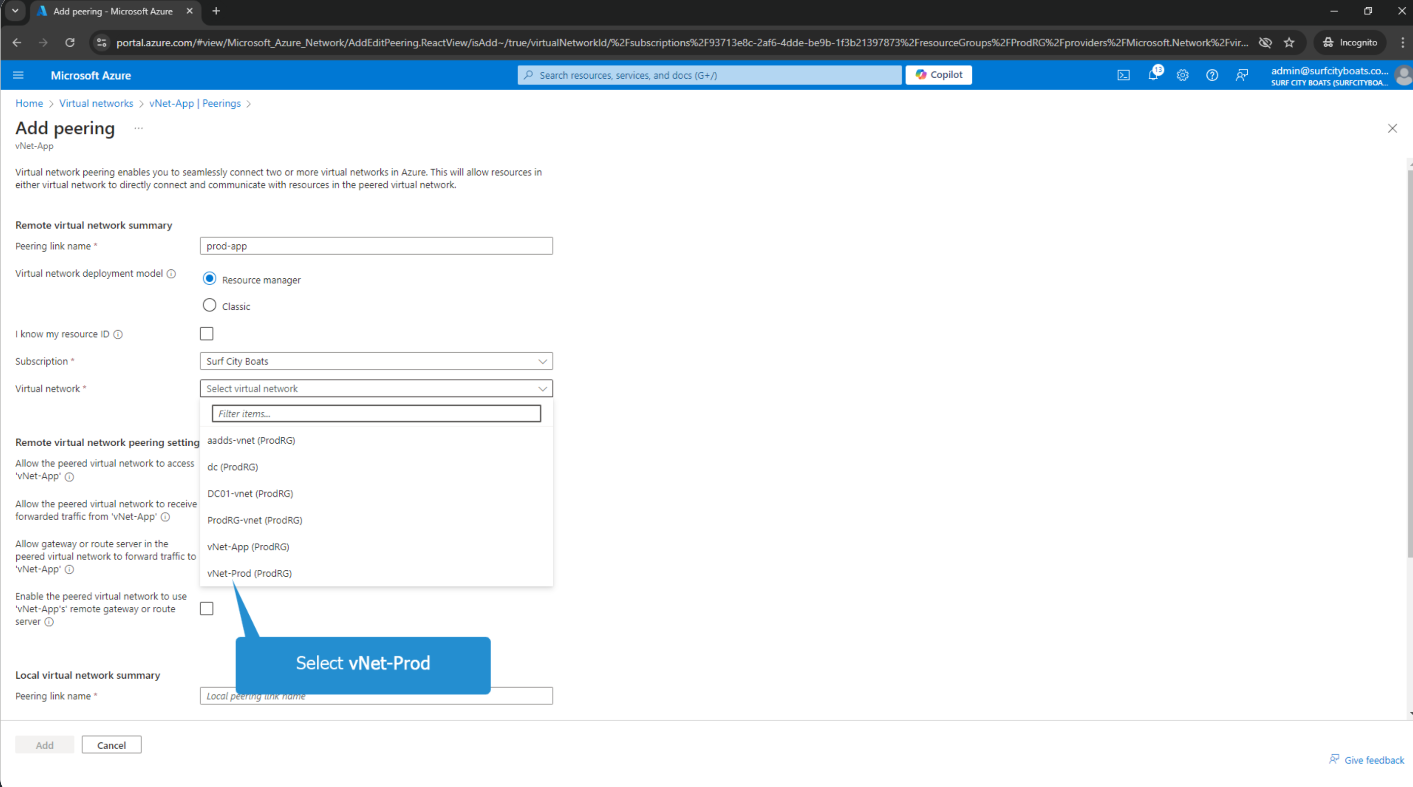 Add peering - Microsoft Azure
portal.azure.com/#view/Microsoft_Azure_Network/AddEditPeering.ReactView/isAdd~/true/virtualNetworkId/%2Fsubscriptions%2F93713e8c-2af6-4dde-be9b-1f3b21397873%2FresourceGroups%2FProdRG%2Fproviders%2FMicrosoft.Network%2Fvir...
Incognito
Microsoft Azure
Search resources, services, and docs (G+/)
Copilot
13
admin@surfcityboats.co...
SURF CITY BOATS (SURFCITYBOA...
Home > Virtual networks > vNet-App | Peerings >
Add peering ...
vNet-App
Virtual network peering enables you to seamlessly connect two or more virtual networks in Azure. This will allow resources in
either virtual network to directly connect and communicate with resources in the peered virtual network.
Remote virtual network summary
Peering link name *
prod-app
Virtual network deployment model
Resource manager
Classic
I know my resource ID
Subscription *
Surf City Boats
Virtual network *
Select virtual network
Filter items...
aadds-vnet (ProdRG)
dc (ProdRG)
DC01-vnet (ProdRG)
ProdRG-vnet (ProdRG)
vNet-App (ProdRG)
vNet-Prod (ProdRG)
Remote virtual network peering setting
Allow the peered virtual network to access
'vNet-App'
Allow the peered virtual network to receive
forwarded traffic from 'vNet-App'
Allow gateway or route server in the
peered virtual network to forward traffic to
'vNet-App'
Enable the peered virtual network to use
'vNet-App's' remote gateway or route
server
Select vNet-Prod
Local virtual network summary
Peering link name *
Local peering link name
Add
Cancel
Give feedback